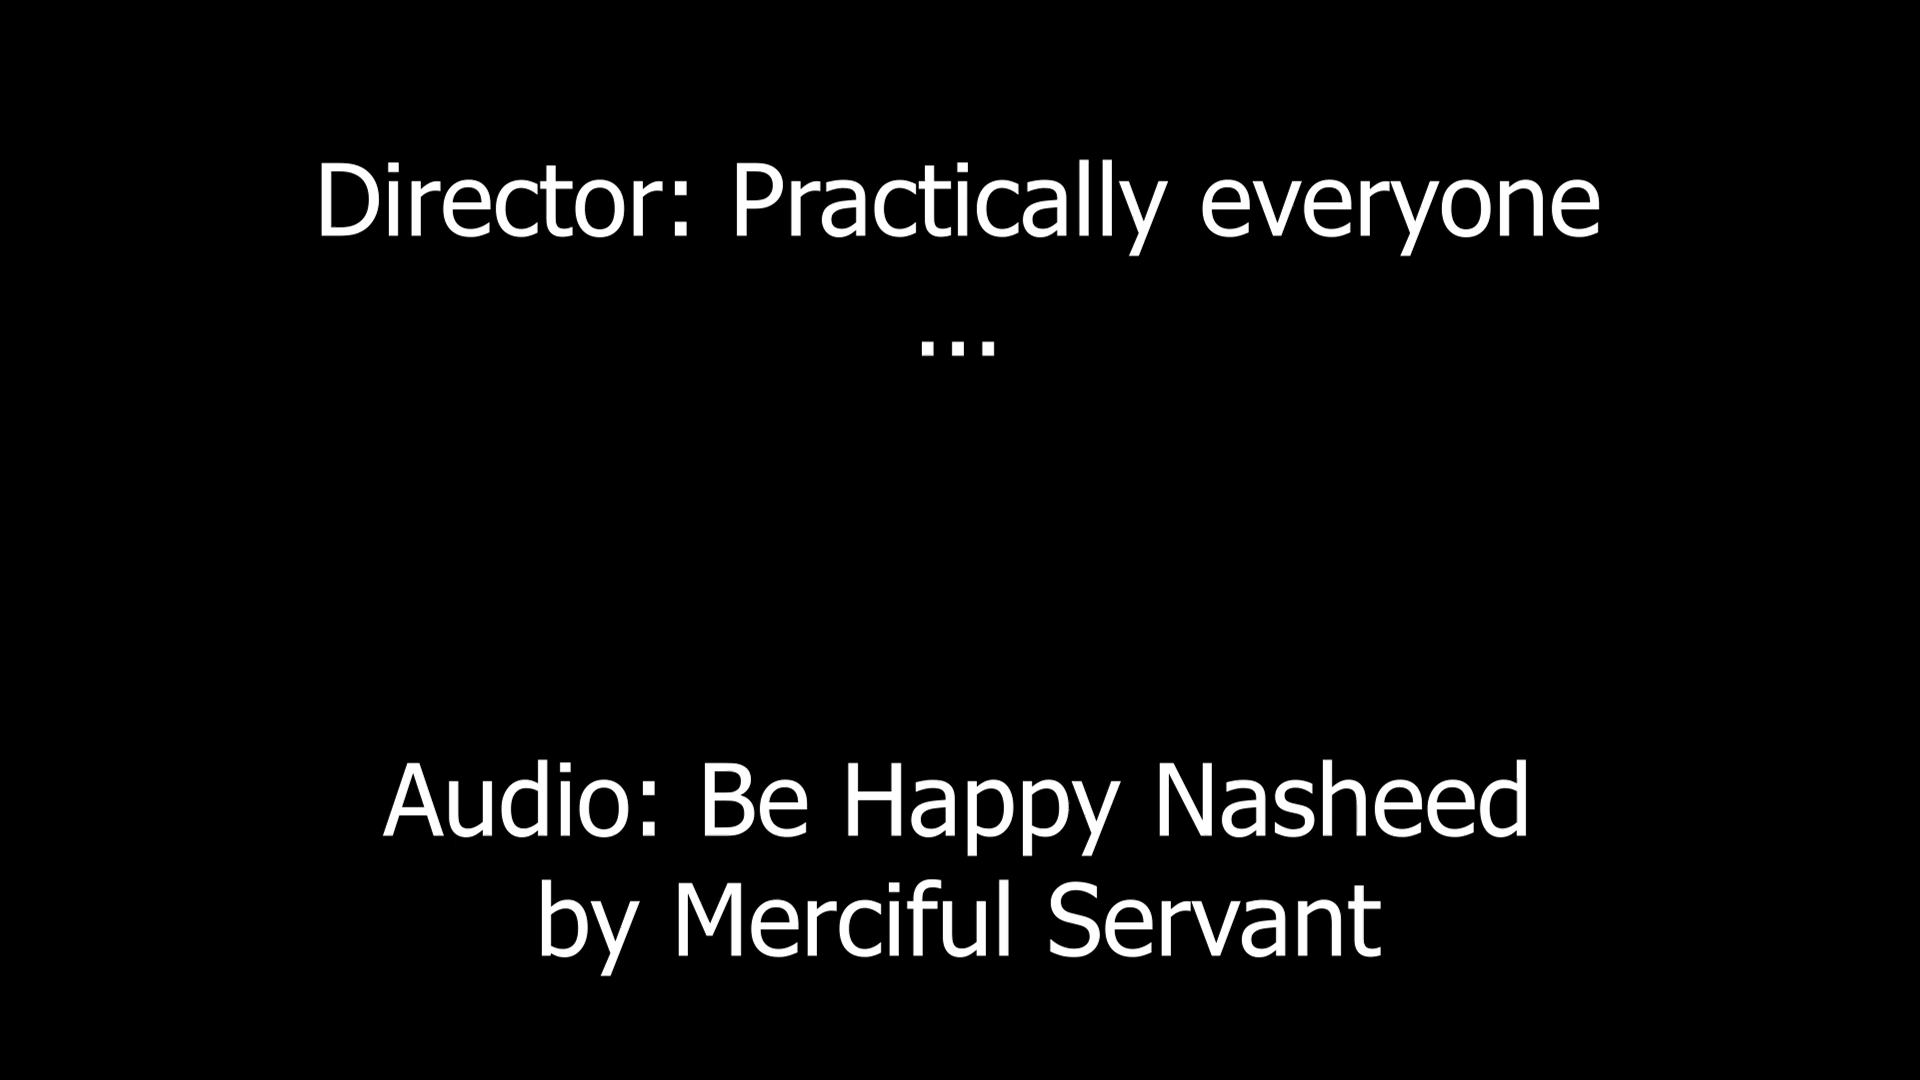 Director: Practically everyone
...
Audio: Be Happy Nasheed
by Merciful Servant